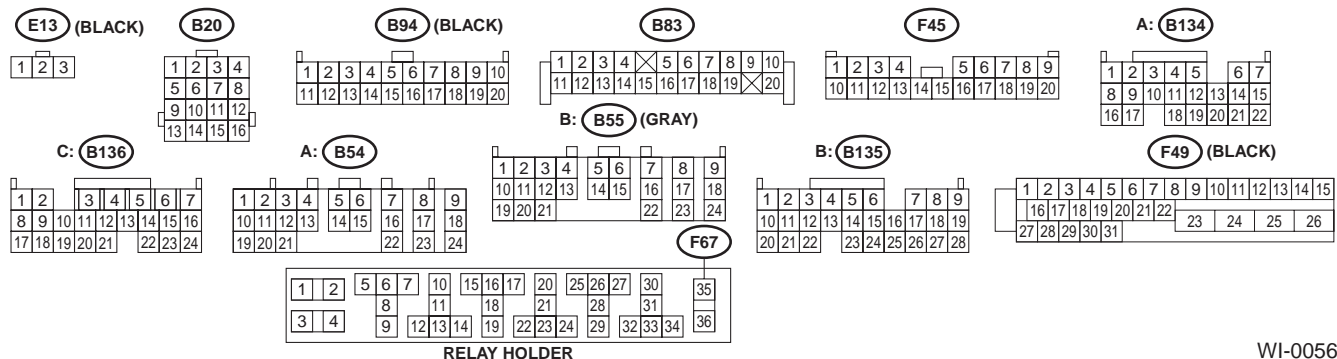 E13 (BLACK) B20 B94 (BLACK) B83 F45 A: B134
1 2 3
1 2 3 4
5 6 7 8
9 10 11 12
13 14 15 16
1 2 3 4 5 6 7 8 9 10
11 12 13 14 15 16 17 18 19 20
1 2 3 4 5 6 7 8 9 10
11 12 13 14 15 16 17 18 19 20
1 2 3 4 5 6 7 8 9
10 11 12 13 14 15 16 17 18 19 20
1 2 3 4 5 6 7
8 9 10 11 12 13 14 15
16 17 18 19 20 21 22
C: B136 A: B54 B: B55 (GRAY) B: B135 F49 (BLACK)
1 2 3 4 5 6 7
8 9 10 11 12 13 14 15 16
17 18 19 20 21 22 23 24
1 2 3 4 5 6 7 8 9
10 11 12 13 14 15 16 17 18
19 20 21 22 23 24
1 2 3 4 5 6 7 8 9
10 11 12 13 14 15 16 17 18
19 20 21 22 23 24
1 2 3 4 5 6 7 8 9
10 11 12 13 14 15 16 17 18 19
20 21 22 23 24 25 26 27 28
1 2 3 4 5 6 7 8 9 10 11 12 13 14 15
16 17 18 19 20 21 22 23 24 25 26
27 28 29 30 31
F67
1 2 5 6 7 10 15 16 17 20 25 26 27 30 35
8 11 18 21 28 31
3 4 9 12 13 14 19 22 23 24 29 32 33 34 36
RELAY HOLDER
WI-0056